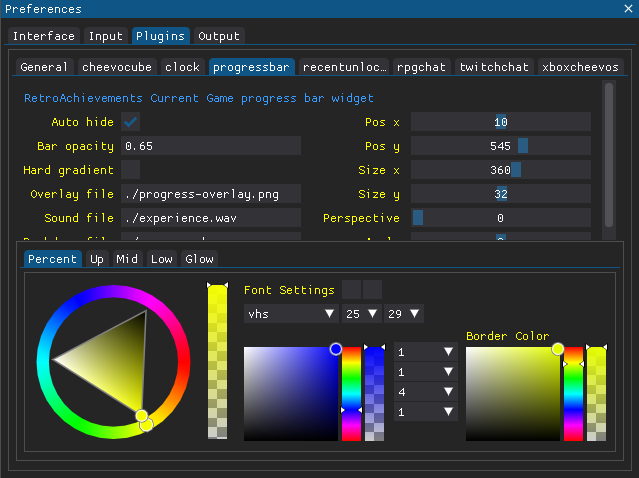 Preferences
Interface Input Plugins Output
General cheevocube clock progressbar recentunloc... rpgchat twitchchat xboxcheevos
RetroAchievements Current Game progress bar widget
Auto hide Pos x 10
Bar opacity 0.65 Pos y 545
Hard gradient Size x 360
Overlay file ./progress-overlay.png Size y 32
Sound file ./experience.wav Perspective 0
Percent Up Mid Low Glow
Font Settings
vhs 25 29
Border Color
1
1
4
1